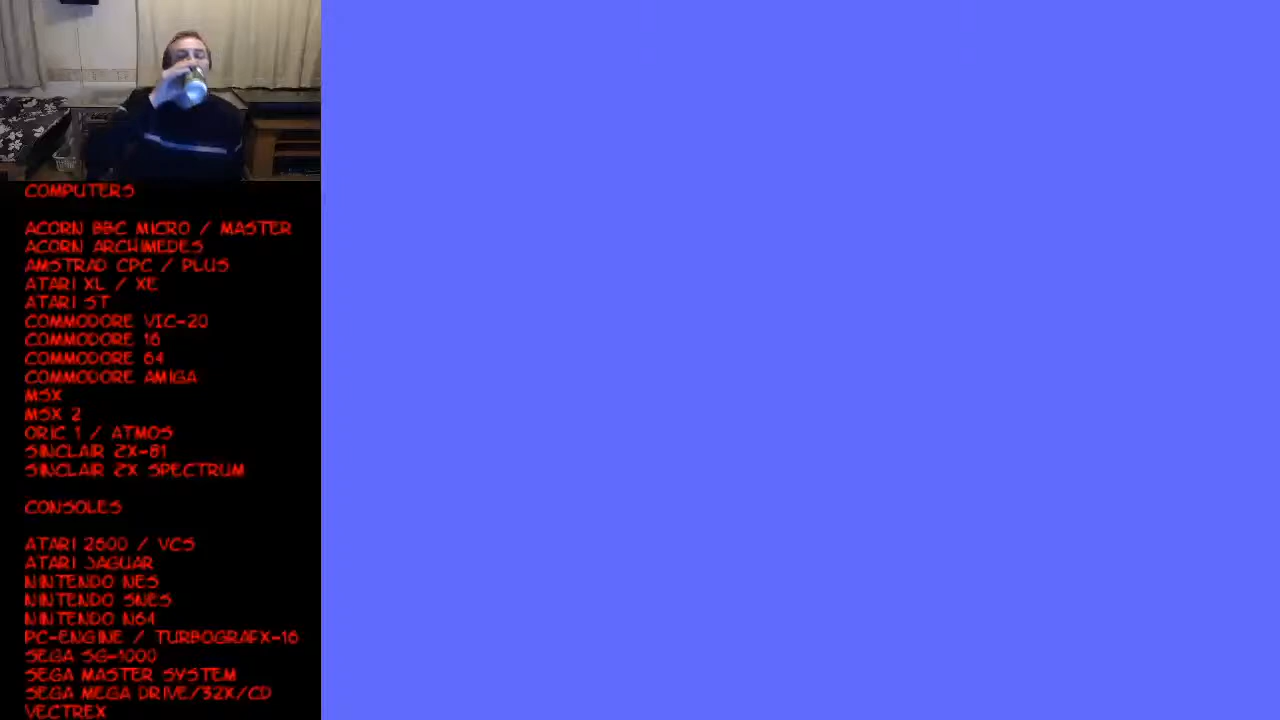 COMPUTERS
ACORN BBC MICRO / MASTER
ACORN ARCHIMEDES
AMSTRAD CPC / PLUS
ATARI XL / XE
ATARI ST
COMMODORE VIC-20
COMMODORE 16
COMMODORE 64
COMMODORE AMIGA
MSX
MSX 2
ORIC 1 / ATMOS
SINCLAIR ZX-81
SINCLAIR ZX SPECTRUM
CONSOLES
ATARI 2600 / VCS
ATARI JAGUAR
NINTENDO NES
NINTENDO SNES
NINTENDO N64
PC-ENGINE / TURBOGRAFX-16
SEGA SG-1000
SEGA MASTER SYSTEM
SEGA MEGA DRIVE/32X/CD
VECTREX